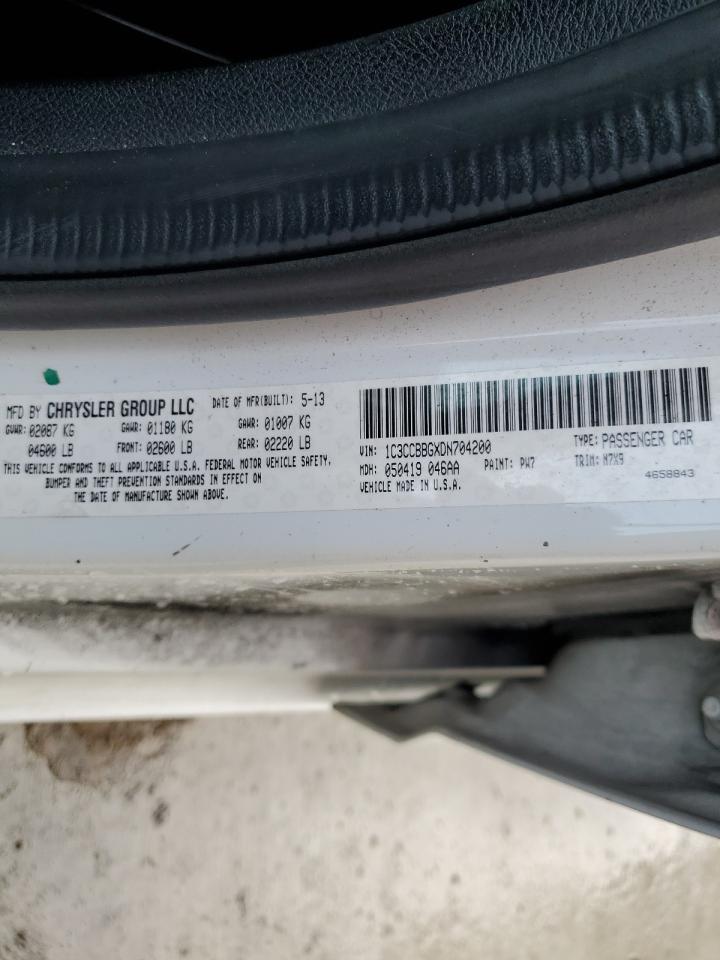 MFD BY CHRYSLER GROUP LLC DATE OF MFR(BUILT): 5-13
GVWR: 02087 KG GAWR: 01180 KG GAWR: 01007 KG
04600 LB FRONT: 02600 LB REAR: 02220 LB
THIS VEHICLE CONFORMS TO ALL APPLICABLE U.S.A. FEDERAL MOTOR VEHICLE SAFETY,
BUMPER AND THEFT PREVENTION STANDARDS IN EFFECT ON
THE DATE OF MANUFACTURE SHOWN ABOVE.
VIN: 1C3CCBBGXDN704200 TYPE: PASSENGER CAR
MDH: 050419 046AA PAINT: PW7 TRIM: N7X9
VEHICLE MADE IN U.S.A. 4658843